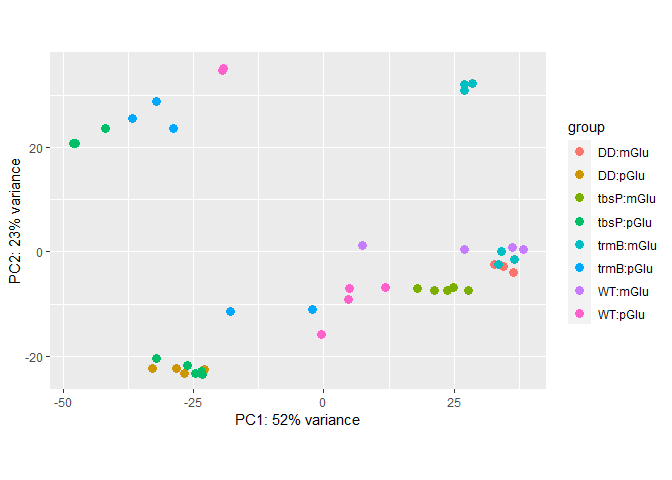 20
0
-20
-50
-25
0
25
PC1: 52% variance
PC2: 23% variance
group
DD:mGlu
DD:pGlu
tbsP:mGlu
tbsP:pGlu
trmB:mGlu
trmB:pGlu
WT:mGlu
WT:pGlu